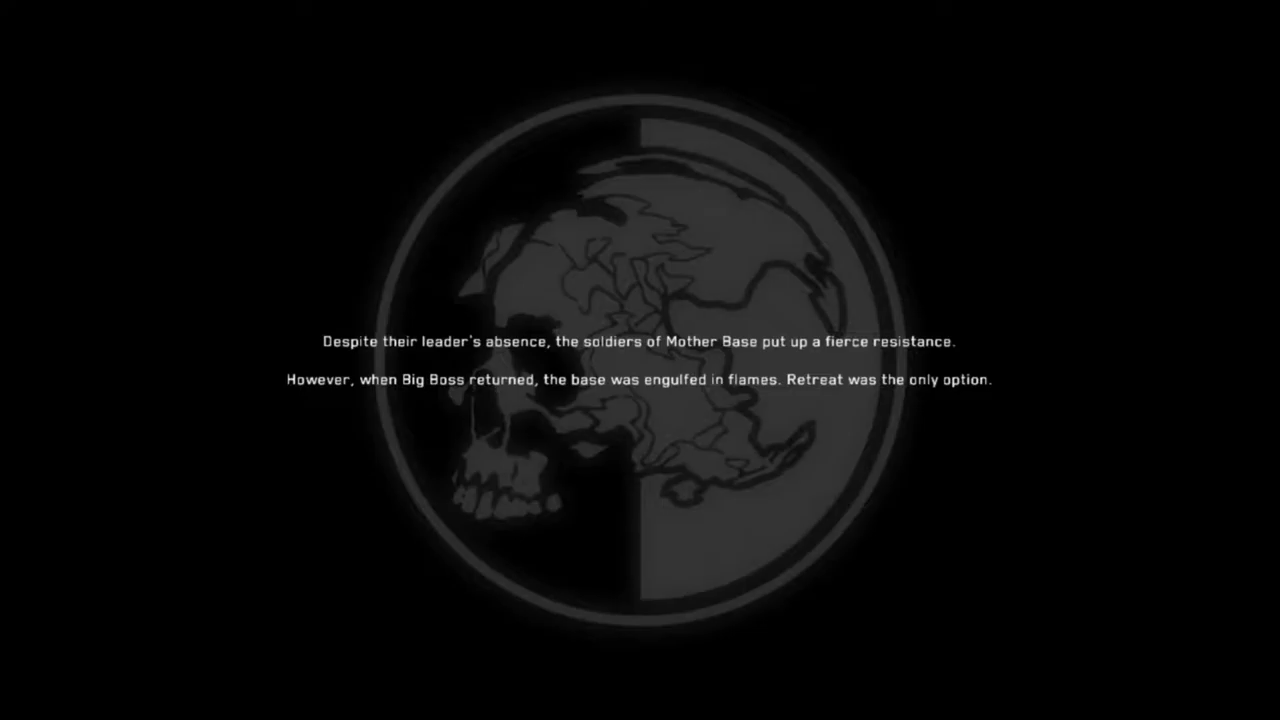 Despite their leader's absence, the soldiers of Mother Base put up a fierce resistance.
However, when Big Boss returned, the base was engulfed in flames. Retreat was the only option.